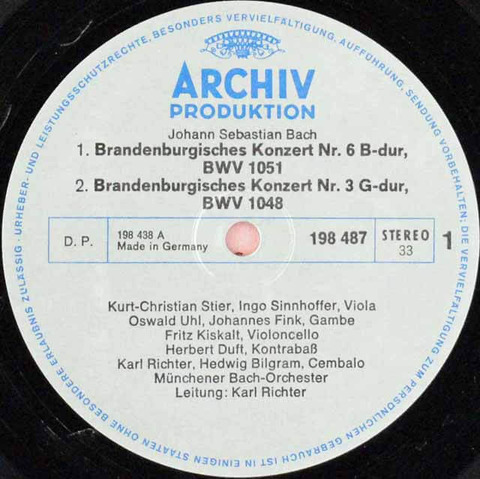 ARCHIV
PRODUKTION
Johann Sebastian Bach
1. Brandenburgisches Konzert Nr. 6 B-dur,
BWV 1051
2. Brandenburgisches Konzert Nr. 3 G-dur,
BWV 1048
D. P.
198 438 A
Made in Germany
198 487
STEREO
33
1
Kurt-Christian Stier, Ingo Sinnhoffer, Viola
Oswald Uhl, Johannes Fink, Gambe
Fritz Kiskalt, Violoncello
Herbert Duft, Kontrabaß
Karl Richter, Hedwig Bilgram, Cembalo
Münchener Bach-Orchester
Leitung: Karl Richter
URHEBER- UND LEISTUNGSSCHUTZRECHTE, BESONDERS VERVIELFÄLTIGUNG, AUFFÜHRUNG, SENDUNG VORBEHALTEN; DIE VERVIELFÄLTIGUNG ZUM PERSÖNLICHEN GEBRAUCH IST IN EINIGEN STAATEN OHNE BESONDERE ERLAUBNIS ZULÄSSIG ·